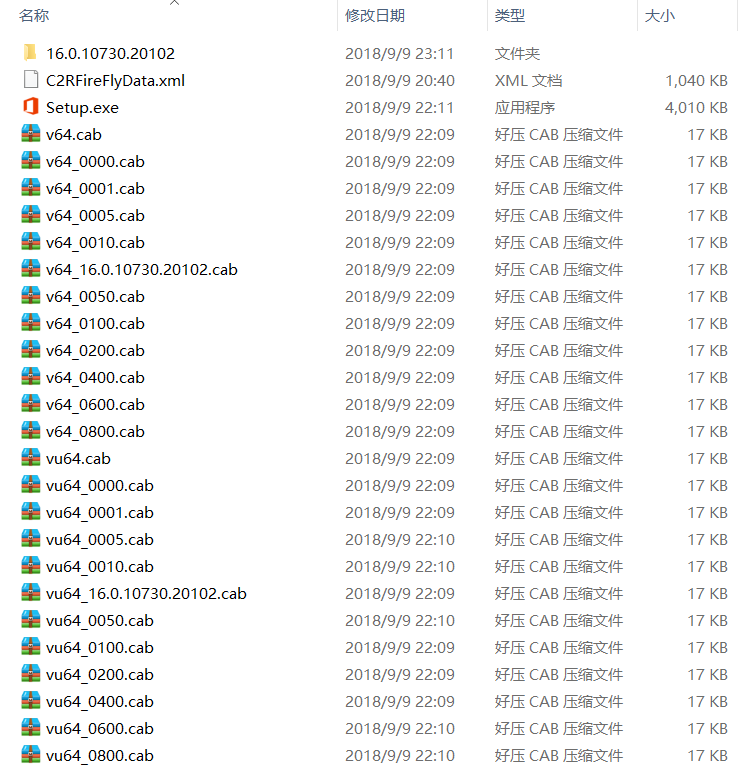 名称 修改日期 类型 大小
16.0.10730.20102 2018/9/9 23:11 文件夹
C2RFireFlyData.xml 2018/9/9 20:40 XML 文档 1,040 KB
Setup.exe 2018/9/9 22:11 应用程序 4,010 KB
v64.cab 2018/9/9 22:09 好压 CAB 压缩文件 17 KB
v64_0000.cab 2018/9/9 22:09 好压 CAB 压缩文件 17 KB
v64_0001.cab 2018/9/9 22:09 好压 CAB 压缩文件 17 KB
v64_0005.cab 2018/9/9 22:09 好压 CAB 压缩文件 17 KB
v64_0010.cab 2018/9/9 22:09 好压 CAB 压缩文件 17 KB
v64_16.0.10730.20102.cab 2018/9/9 22:09 好压 CAB 压缩文件 17 KB
v64_0050.cab 2018/9/9 22:09 好压 CAB 压缩文件 17 KB
v64_0100.cab 2018/9/9 22:09 好压 CAB 压缩文件 17 KB
v64_0200.cab 2018/9/9 22:09 好压 CAB 压缩文件 17 KB
v64_0400.cab 2018/9/9 22:09 好压 CAB 压缩文件 17 KB
v64_0600.cab 2018/9/9 22:09 好压 CAB 压缩文件 17 KB
v64_0800.cab 2018/9/9 22:09 好压 CAB 压缩文件 17 KB
vu64.cab 2018/9/9 22:09 好压 CAB 压缩文件 17 KB
vu64_0000.cab 2018/9/9 22:09 好压 CAB 压缩文件 17 KB
vu64_0001.cab 2018/9/9 22:09 好压 CAB 压缩文件 17 KB
vu64_0005.cab 2018/9/9 22:10 好压 CAB 压缩文件 17 KB
vu64_0010.cab 2018/9/9 22:10 好压 CAB 压缩文件 17 KB
vu64_16.0.10730.20102.cab 2018/9/9 22:09 好压 CAB 压缩文件 17 KB
vu64_0050.cab 2018/9/9 22:10 好压 CAB 压缩文件 17 KB
vu64_0100.cab 2018/9/9 22:09 好压 CAB 压缩文件 17 KB
vu64_0200.cab 2018/9/9 22:09 好压 CAB 压缩文件 17 KB
vu64_0400.cab 2018/9/9 22:09 好压 CAB 压缩文件 17 KB
vu64_0600.cab 2018/9/9 22:10 好压 CAB 压缩文件 17 KB
vu64_0800.cab 2018/9/9 22:10 好压 CAB 压缩文件 17 KB